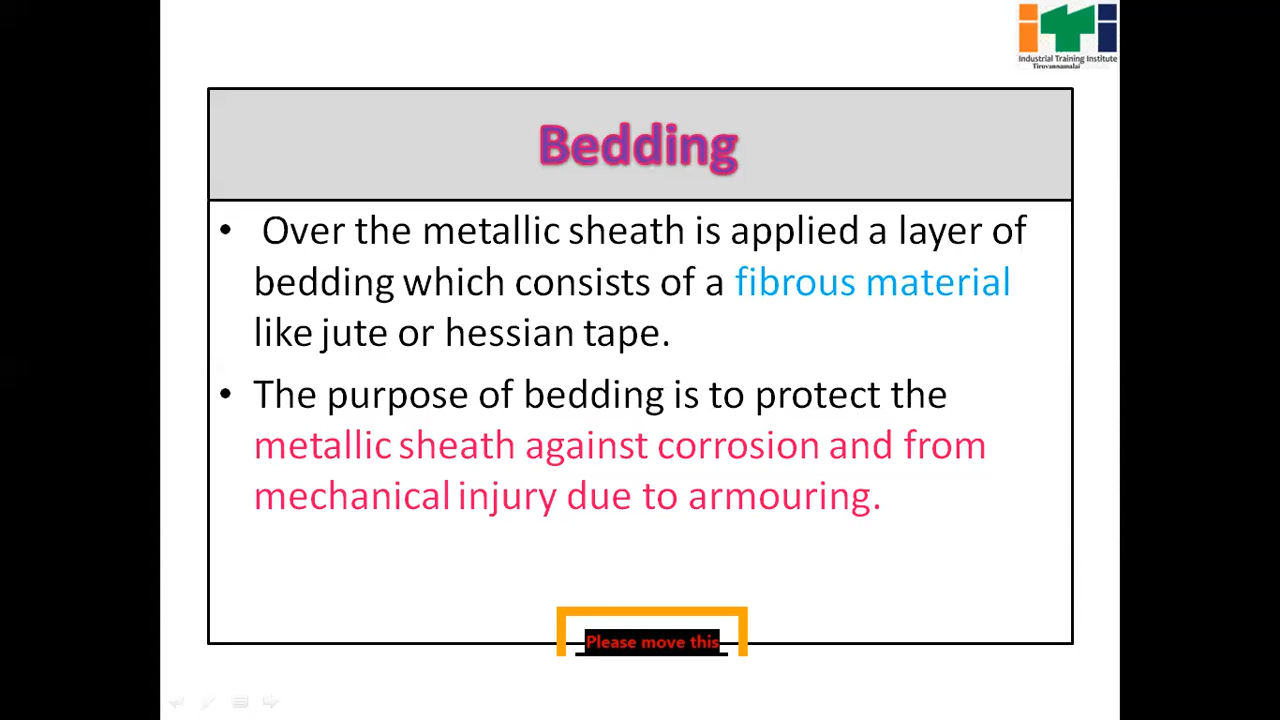 iTi
Industrial Training Institute
Tiruvannamalai
Bedding
• Over the metallic sheath is applied a layer of
bedding which consists of a fibrous material
like jute or hessian tape.
• The purpose of bedding is to protect the
metallic sheath against corrosion and from
mechanical injury due to armouring.
Please move this